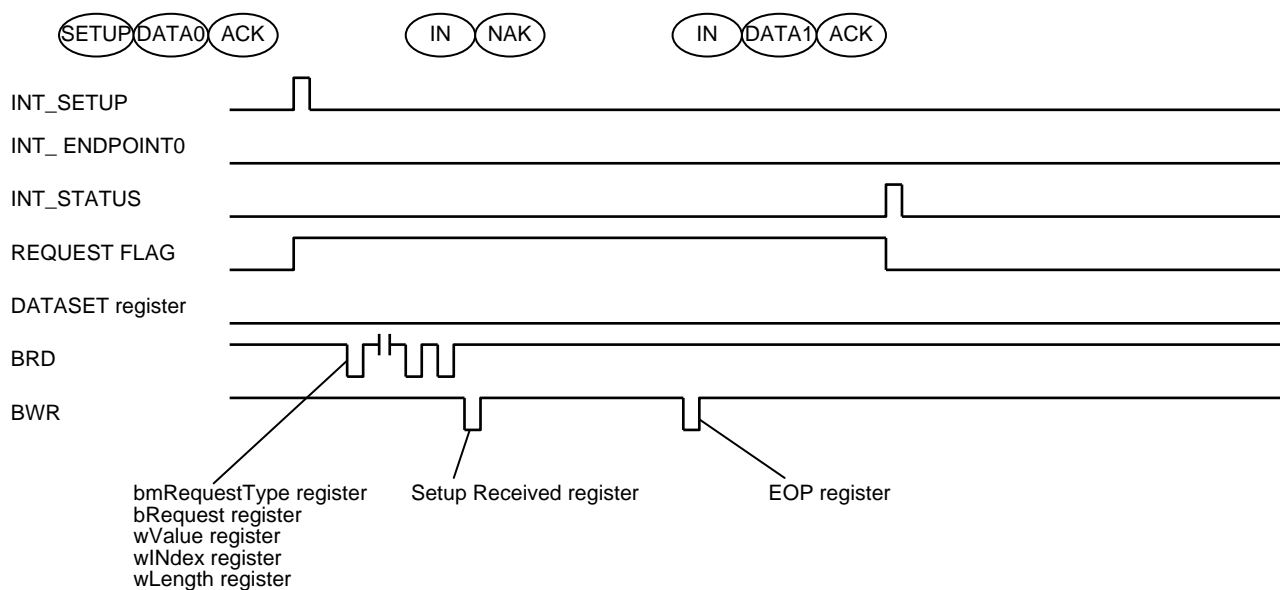 SETUP DATA0 ACK IN NAK IN DATA1 ACK
INT_SETUP
INT_ ENDPOINT0
INT_STATUS
REQUEST FLAG
DATASET register
BRD
BWR
bmRequestType register Setup Received register EOP register
bRequest register
wValue register
wINdex register
wLength register